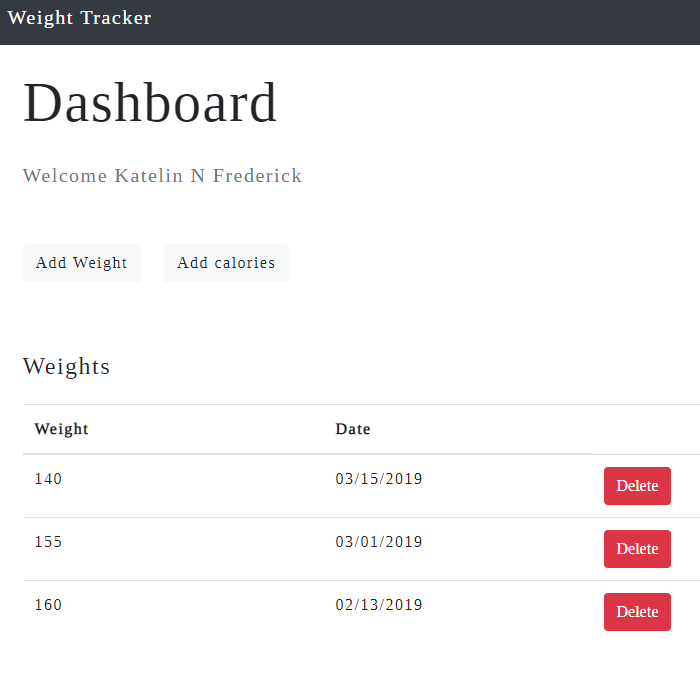 Weight Tracker
Dashboard
Welcome Katelin N Frederick
Add Weight Add calories
Weights
Weight Date
140 03/15/2019 Delete
155 03/01/2019 Delete
160 02/13/2019 Delete